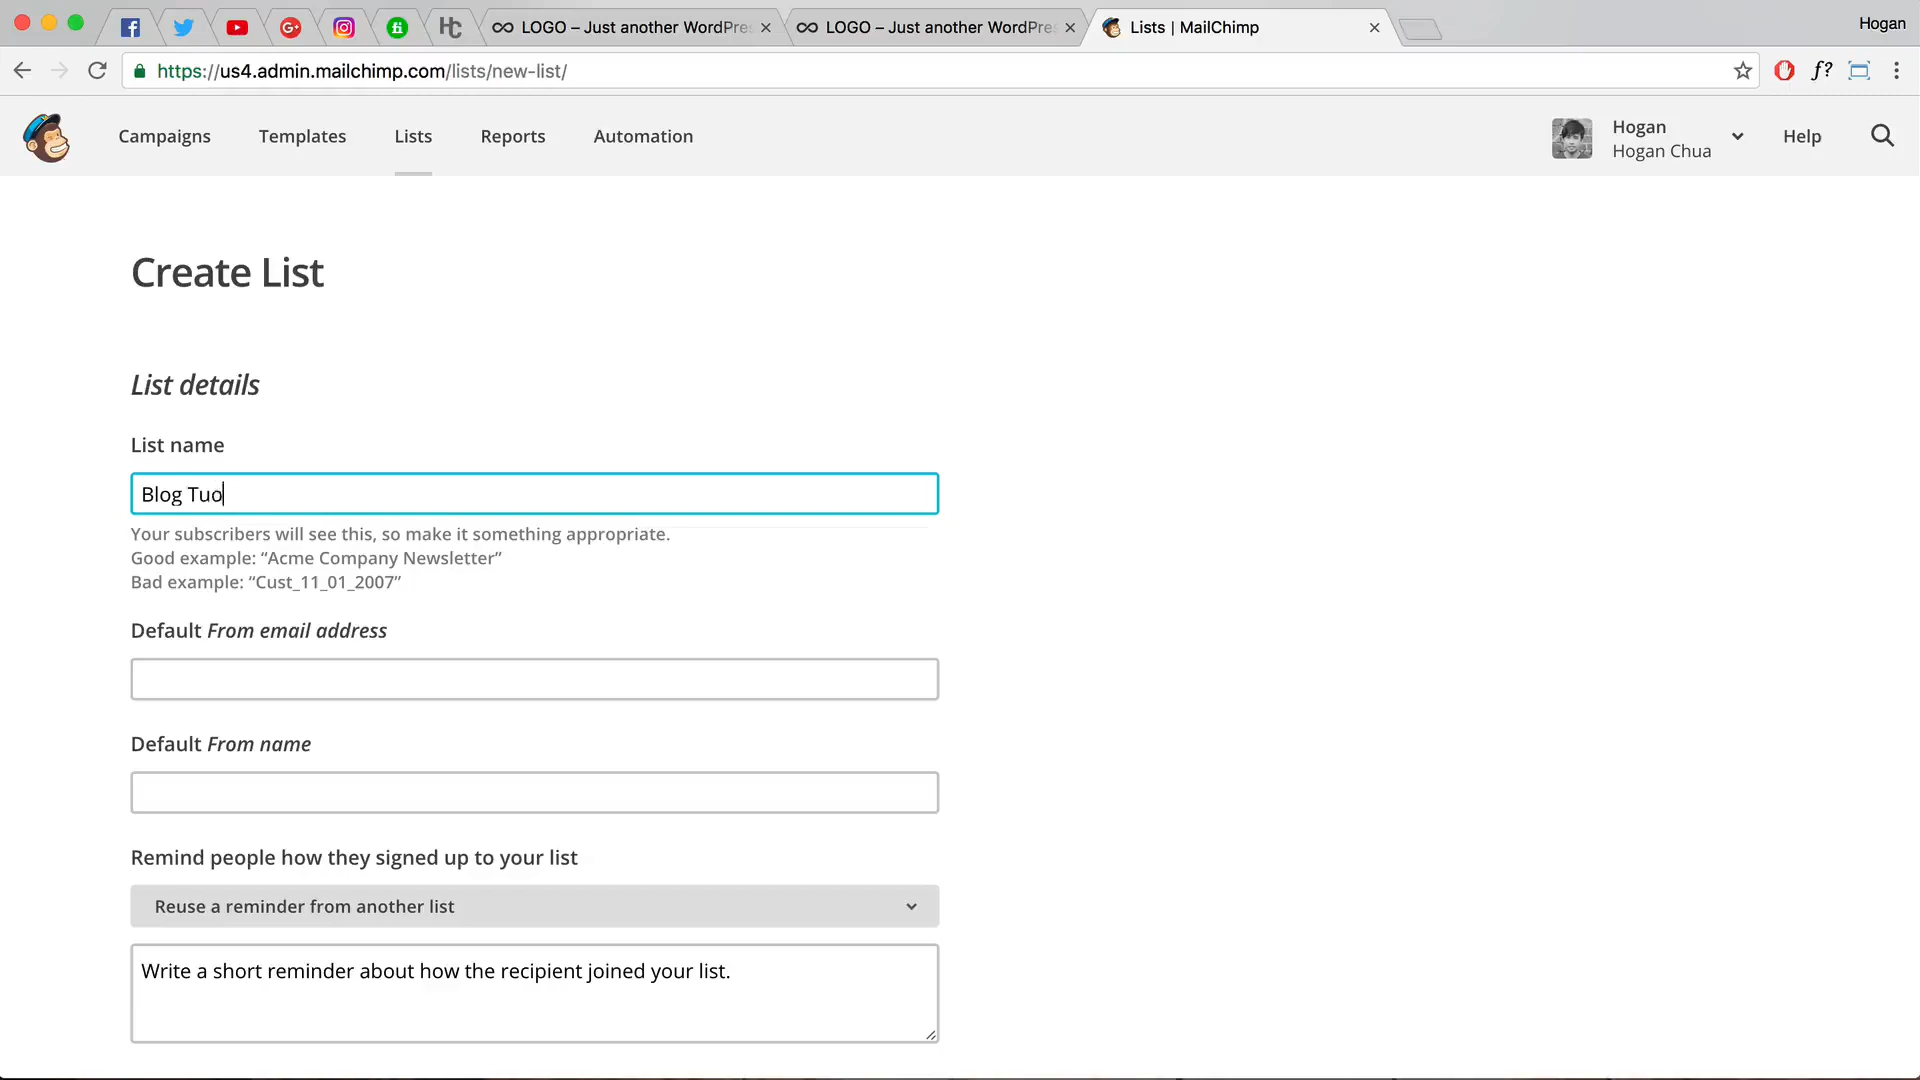 LOGO – Just another WordPre
LOGO – Just another WordPre
Lists | MailChimp
Hogan
https://us4.admin.mailchimp.com/lists/new-list/
f?
Campaigns
Templates
Lists
Reports
Automation
Hogan
Hogan Chua
Help
Create List
List details
List name
Blog Tuo
Your subscribers will see this, so make it something appropriate.
Good example: “Acme Company Newsletter”
Bad example: “Cust_11_01_2007”
Default From email address
Default From name
Remind people how they signed up to your list
Reuse a reminder from another list
Write a short reminder about how the recipient joined your list.